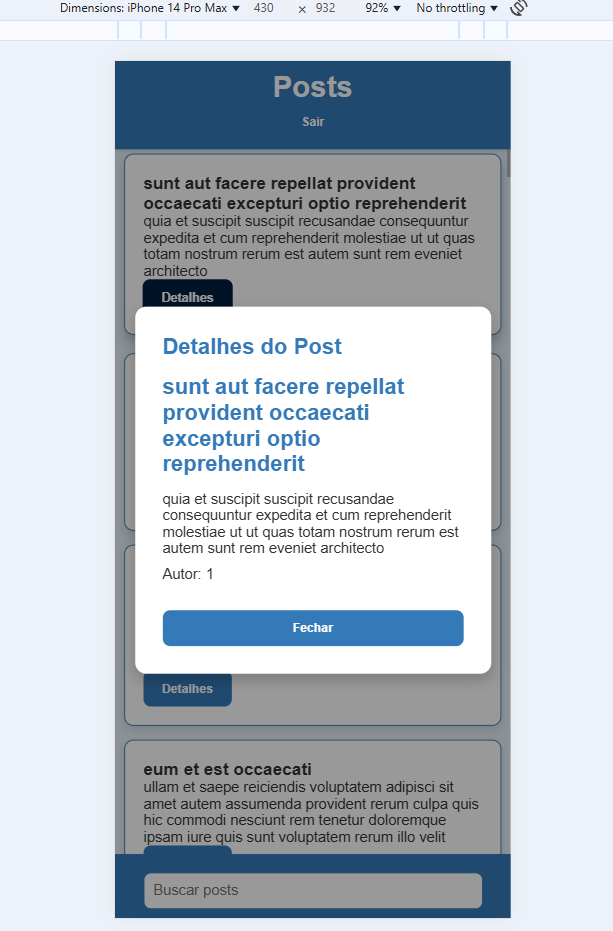 Dimensions: iPhone 14 Pro Max ▼ 430 × 932 92% ▼ No throttling ▼
Posts
Sair
sunt aut facere repellat provident
occaecati excepturi optio reprehenderit
quia et suscipit suscipit recusandae consequuntur
expedita et cum reprehenderit molestiae ut ut quas
totam nostrum rerum est autem sunt rem eveniet
architecto
Detalhes
Detalhes do Post
sunt aut facere repellat
provident occaecati
excepturi optio
reprehenderit
quia et suscipit suscipit recusandae
consequuntur expedita et cum reprehenderit
molestiae ut ut quas totam nostrum rerum est
autem sunt rem eveniet architecto
Autor: 1
Fechar
Detalhes
eum et est occaecati
ullam et saepe reiciendis voluptatem adipisci sit
amet autem assumenda provident rerum culpa quis
hic commodi nesciunt rem tenetur doloremque
ipsam iure quis sunt voluptatem rerum illo velit
Buscar posts